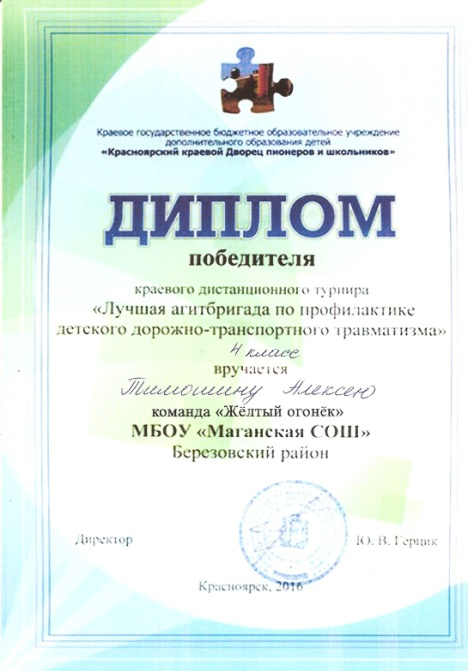 Краевое государственное бюджетное образовательное учреждение
дополнительного образования детей
«Красноярский краевой Дворец пионеров и школьников»
ДИПЛОМ
победителя
краевого дистанционного турнира
«Лучшая агитбригада по профилактике
детского дорожно-транспортного травматизма»
4 класс
вручается
Тимошину Алексею
команда «Жёлтый огонёк»
МБОУ «Маганская СОШ»
Березовский район
Директор Ю. В. Герцик
Красноярск, 2016